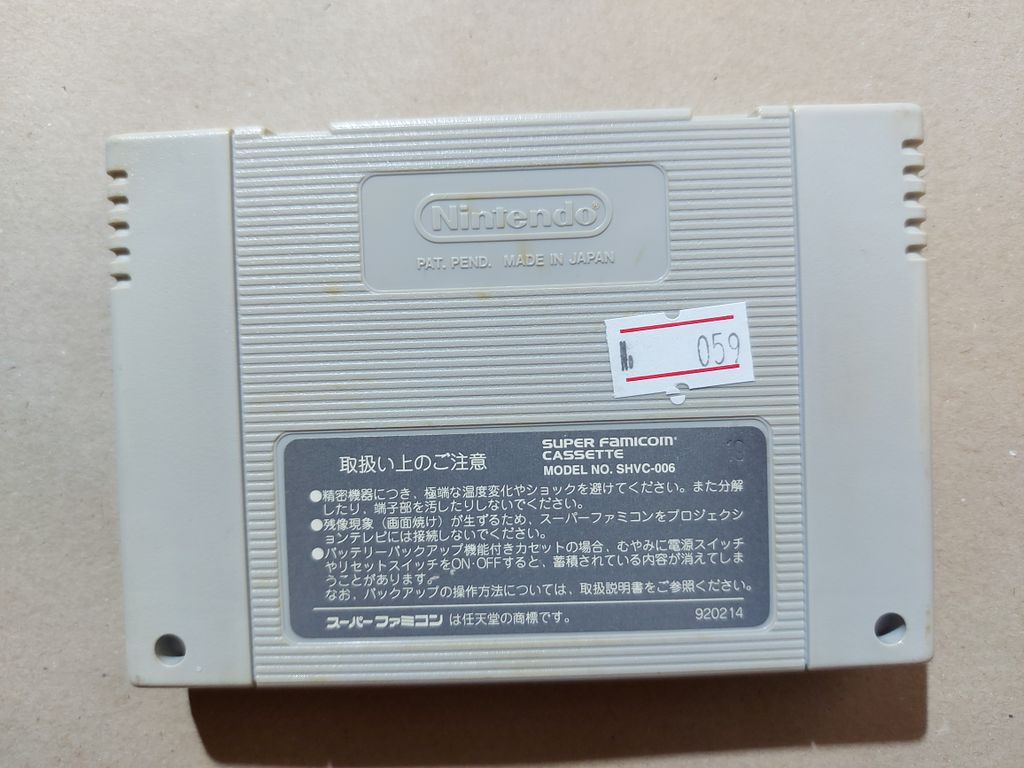 Nintendo®
PAT. PEND. MADE IN JAPAN
No 059
取扱い上のご注意
SUPER FAMICOM
CASSETTE
MODEL NO. SHVC-006
19
●精密機器につき、極端な温度変化やショックを避けてください。また分解
したり、端子部を汚したりしないでください。
●残像現象（画面焼け）が生ずるため、スーパーファミコンをプロジェクシ
ョンテレビには接続しないでください。
●バッテリーバックアップ機能付きカセットの場合、むやみに電源スイッチ
やリセットスイッチをON・OFFすると、蓄積されている内容が消えてしま
うことがあります。
なお、バックアップの操作方法については、取扱説明書をご参照ください。
スーパーファミコン は任天堂の商標です。
920214